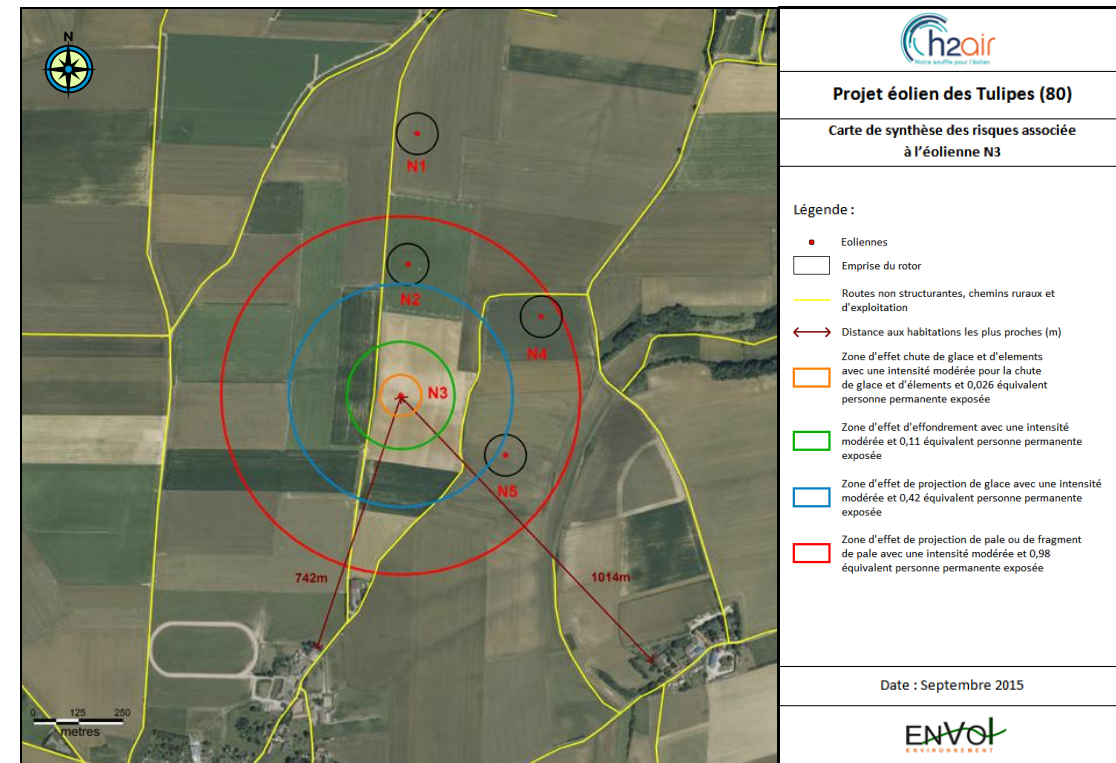 N
N1
N2
N4
N3
N5
742m
1014m
0 125 250
metres
h2air
Notre souffle pour l'éolien
Projet éolien des Tulipes (80)
Carte de synthèse des risques associée
à l'éolienne N3
Légende :
Eoliennes
Emprise du rotor
Routes non structurantes, chemins ruraux et
d'exploitation
Distance aux habitations les plus proches (m)
Zone d'effet chute de glace et d'elements
avec une intensité modérée pour la chute
de glace et d'élements et 0,026 équivalent
personne permanente exposée
Zone d'effet d'effondrement avec une intensité
modérée et 0,11 équivalent personne permanente
exposée
Zone d'effet de projection de glace avec une intensité
modérée et 0,42 équivalent personne permanente
exposée
Zone d'effet de projection de pale ou de fragment
de pale avec une intensité modérée et 0,98
équivalent personne permanente exposée
Date : Septembre 2015
ENVOL
ENVIRONNEMENT